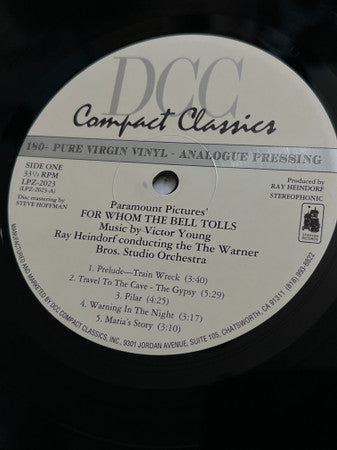 DCC
Compact Classics
180- PURE VIRGIN VINYL - ANALOGUE PRESSING
SIDE ONE
33⅓ RPM
LPZ-2023
(LPZ-2023-A)
Disc mastering by
STEVE HOFFMAN
Produced by
RAY HEINDORF
STEREOPHONIC
Paramount Pictures'
FOR WHOM THE BELL TOLLS
Music by Victor Young
Ray Heindorf conducting the The Warner
Bros. Studio Orchestra
1. Prelude—Train Wreck (3:40)
2. Travel To The Cave - The Gypsy (5:29)
3. Pilar (4:25)
4. Warning In The Night (3:17)
5. Maria's Story (3:10)
MANUFACTURED AND MARKETED BY DCC COMPACT CLASSICS, INC., 9301 JORDAN AVENUE, SUITE 105, CHATSWORTH, CA 91311 (818) 993-8822